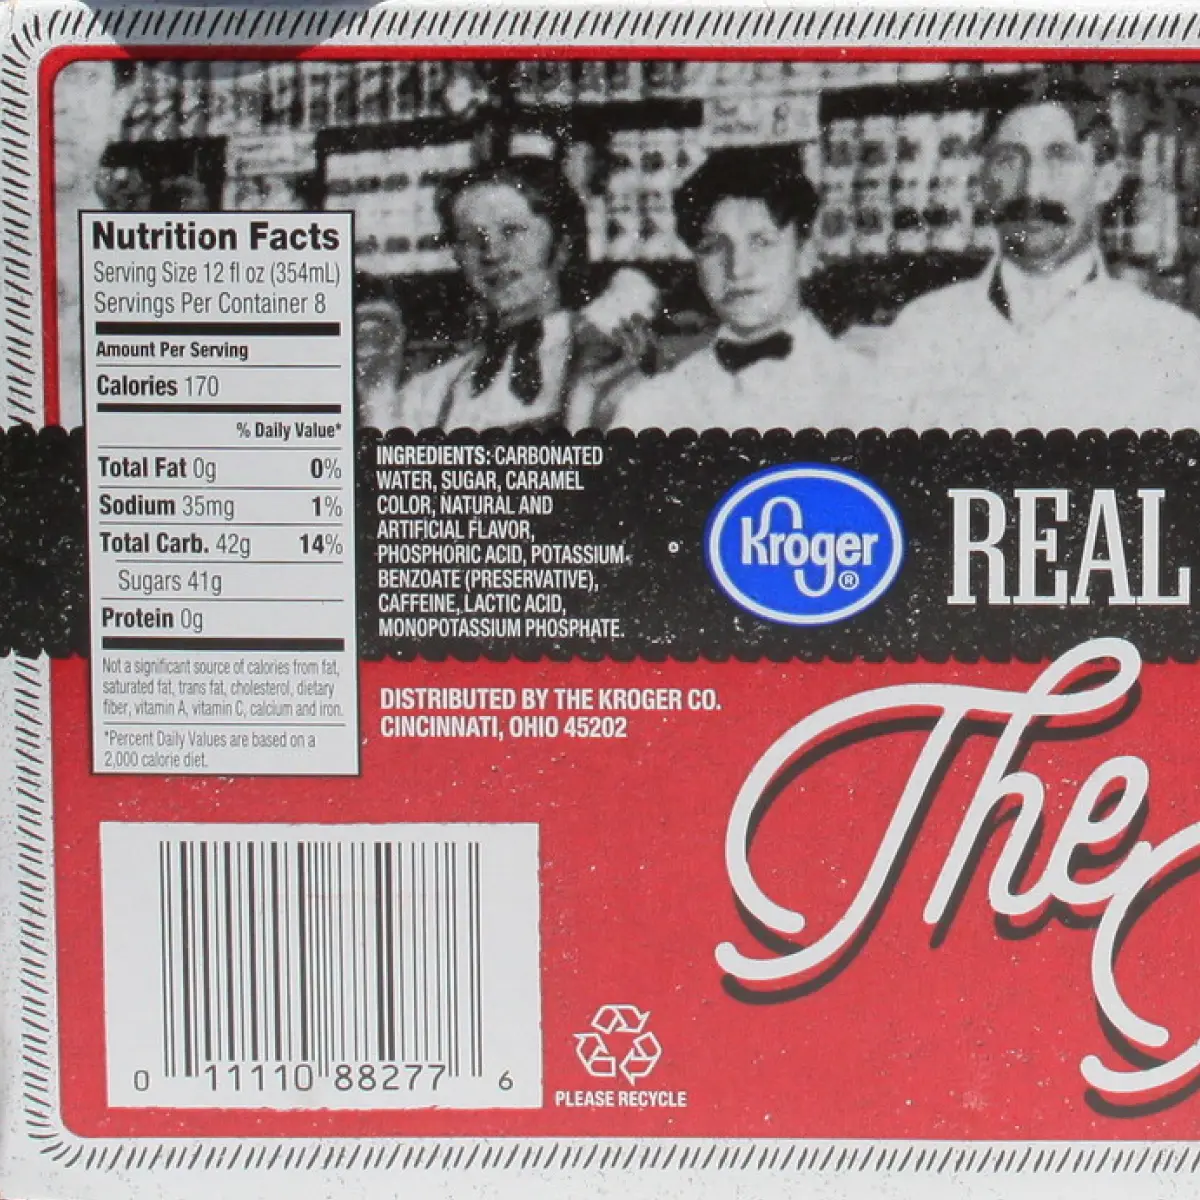 Nutrition Facts
Serving Size 12 fl oz (354mL)
Servings Per Container 8
Amount Per Serving
Calories 170
% Daily Value*
Total Fat 0g 0%
Sodium 35mg 1%
Total Carb. 42g 14%
Sugars 41g
Protein 0g
Not a significant source of calories from fat,
saturated fat, trans fat, cholesterol, dietary
fiber, vitamin A, vitamin C, calcium and iron.
*Percent Daily Values are based on a
2,000 calorie diet.
INGREDIENTS: CARBONATED
WATER, SUGAR, CARAMEL
COLOR, NATURAL AND
ARTIFICIAL FLAVOR,
PHOSPHORIC ACID, POTASSIUM
BENZOATE (PRESERVATIVE),
CAFFEINE, LACTIC ACID,
MONOPOTASSIUM PHOSPHATE.
DISTRIBUTED BY THE KROGER CO.
CINCINNATI, OHIO 45202
Kroger®
REAL
The
0 11110 88277 6
PLEASE RECYCLE